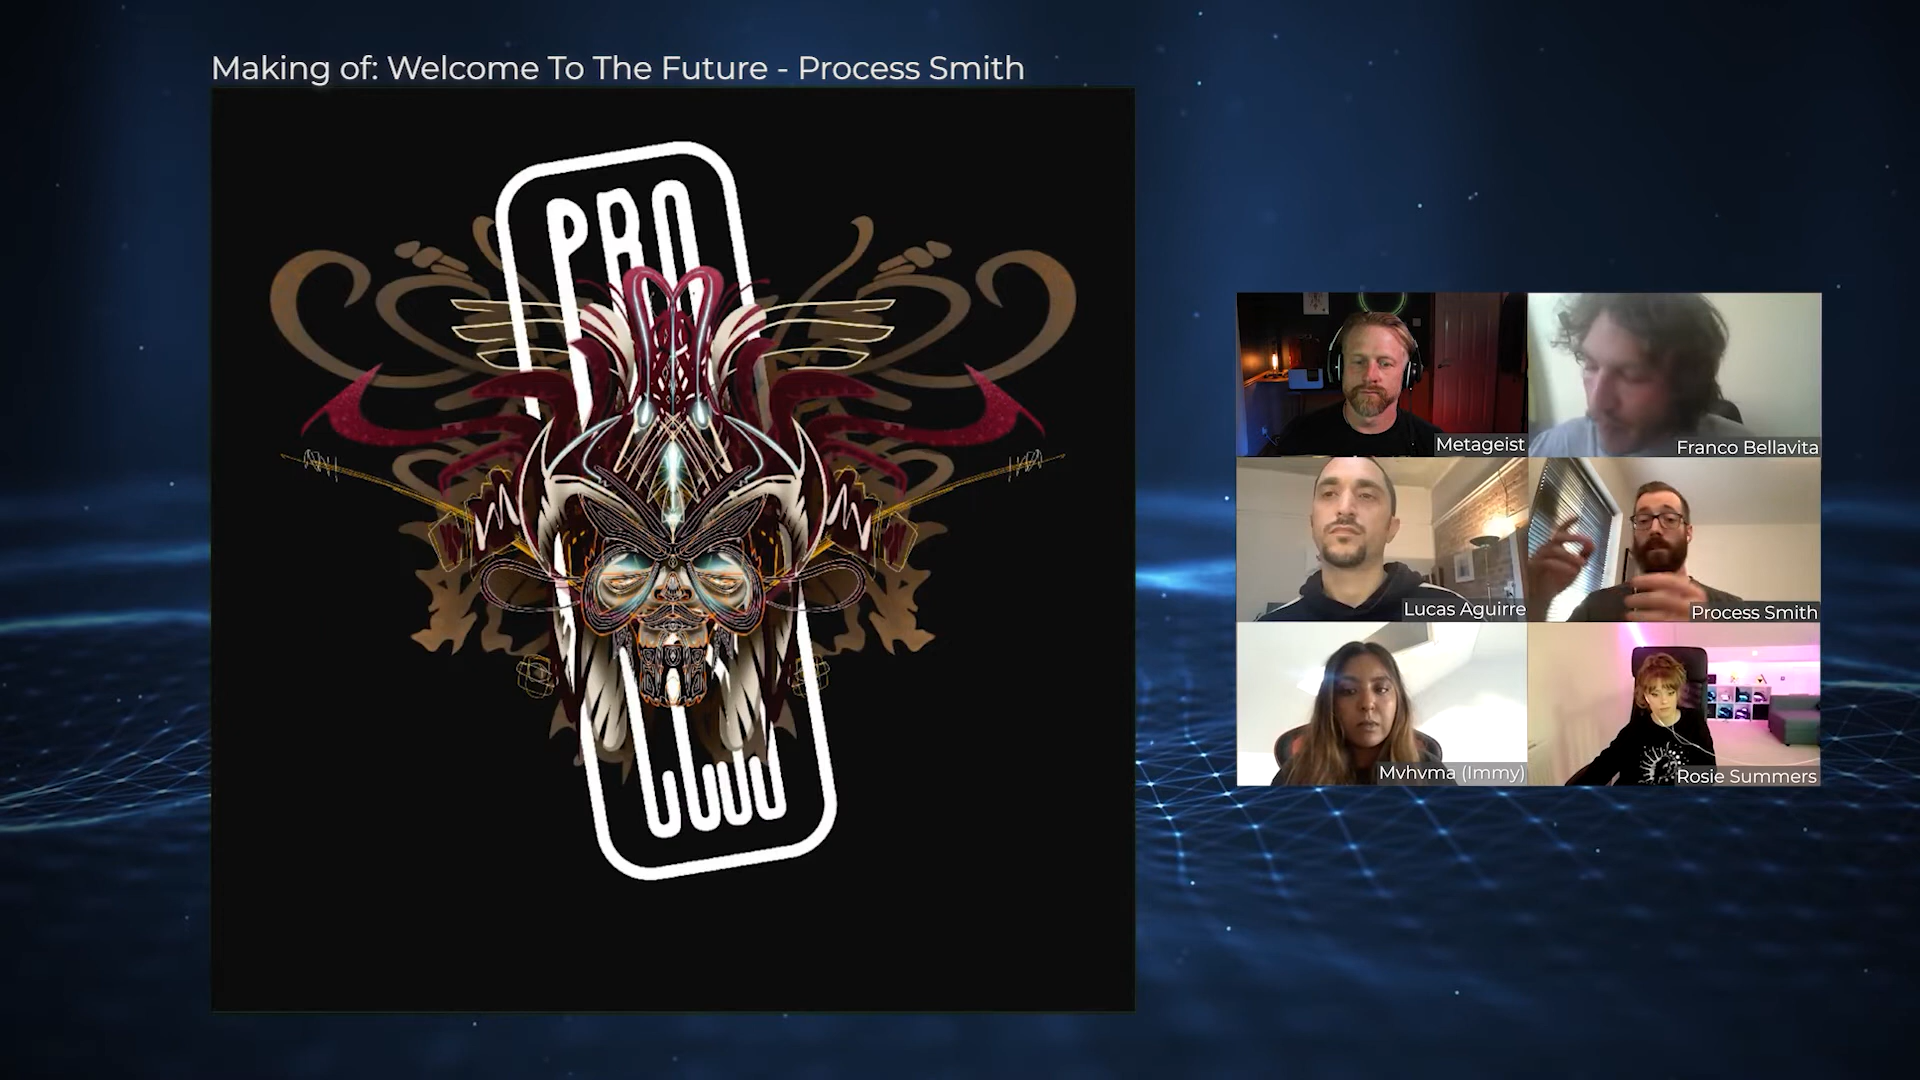 Making of: Welcome To The Future - Process Smith
PRO
Metageist
Franco Bellavita
Lucas Aguirre
Process Smith
Mvhvma (Immy)
Rosie Summers